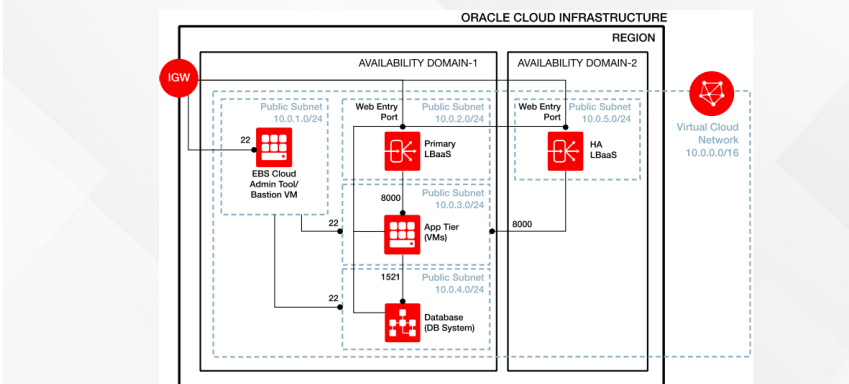 ORACLE CLOUD INFRASTRUCTURE
REGION
AVAILABILITY DOMAIN-1
AVAILABILITY DOMAIN-2
IGW
Public Subnet
10.0.1.0/24
22
EBS Cloud
Admin Tool/
Bastion VM
Web Entry
Port
Public Subnet
10.0.2.0/24
Primary
LBaaS
Web Entry
Port
Public Subnet
10.0.5.0/24
HA
LBaaS
Virtual Cloud
Network
10.0.0.0/16
8000
Public Subnet
10.0.3.0/24
22
App Tier
(VMs)
8000
1521
Public Subnet
10.0.4.0/24
22
Database
(DB System)